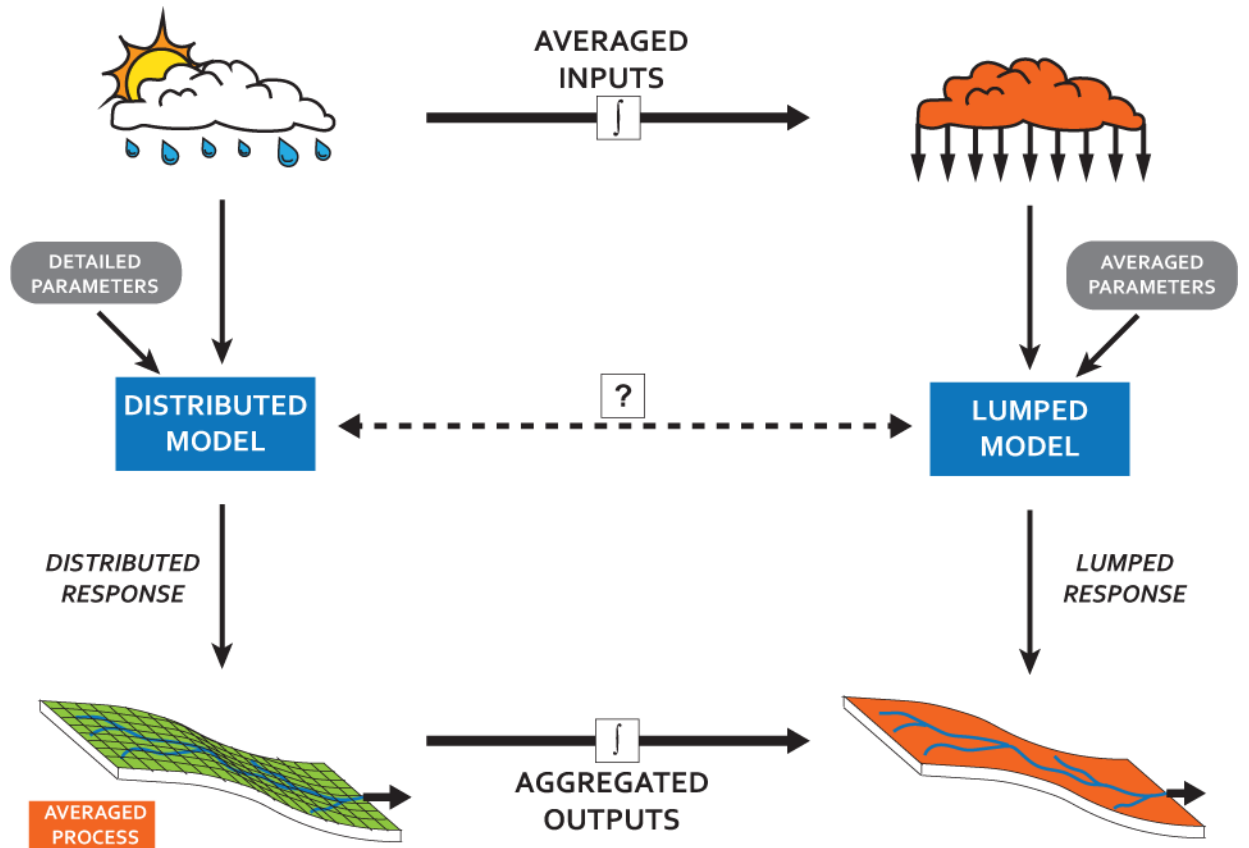 AVERAGED
INPUTS
∫
DETAILED
PARAMETERS
AVERAGED
PARAMETERS
DISTRIBUTED
MODEL
?
LUMPED
MODEL
DISTRIBUTED
RESPONSE
LUMPED
RESPONSE
∫
AGGREGATED
OUTPUTS
AVERAGED
PROCESS